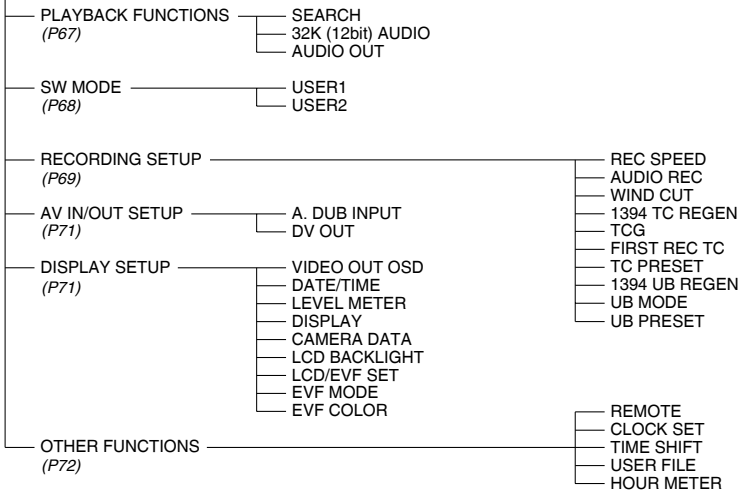 PLAYBACK FUNCTIONS
(P67)
SEARCH
32K (12bit) AUDIO
AUDIO OUT
SW MODE
(P68)
USER1
USER2
RECORDING SETUP
(P69)
REC SPEED
AUDIO REC
WIND CUT
1394 TC REGEN
TCG
FIRST REC TC
TC PRESET
1394 UB REGEN
UB MODE
UB PRESET
AV IN/OUT SETUP
(P71)
A. DUB INPUT
DV OUT
DISPLAY SETUP
(P71)
VIDEO OUT OSD
DATE/TIME
LEVEL METER
DISPLAY
CAMERA DATA
LCD BACKLIGHT
LCD/EVF SET
EVF MODE
EVF COLOR
OTHER FUNCTIONS
(P72)
REMOTE
CLOCK SET
TIME SHIFT
USER FILE
HOUR METER